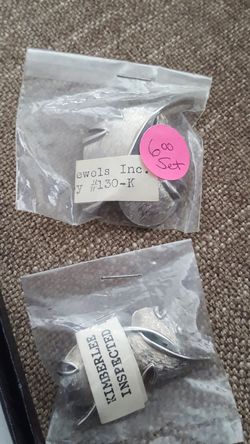 ewols Inc.
y #130-K
6⁰⁰
Set
KIMBERLEE
INSPECTED